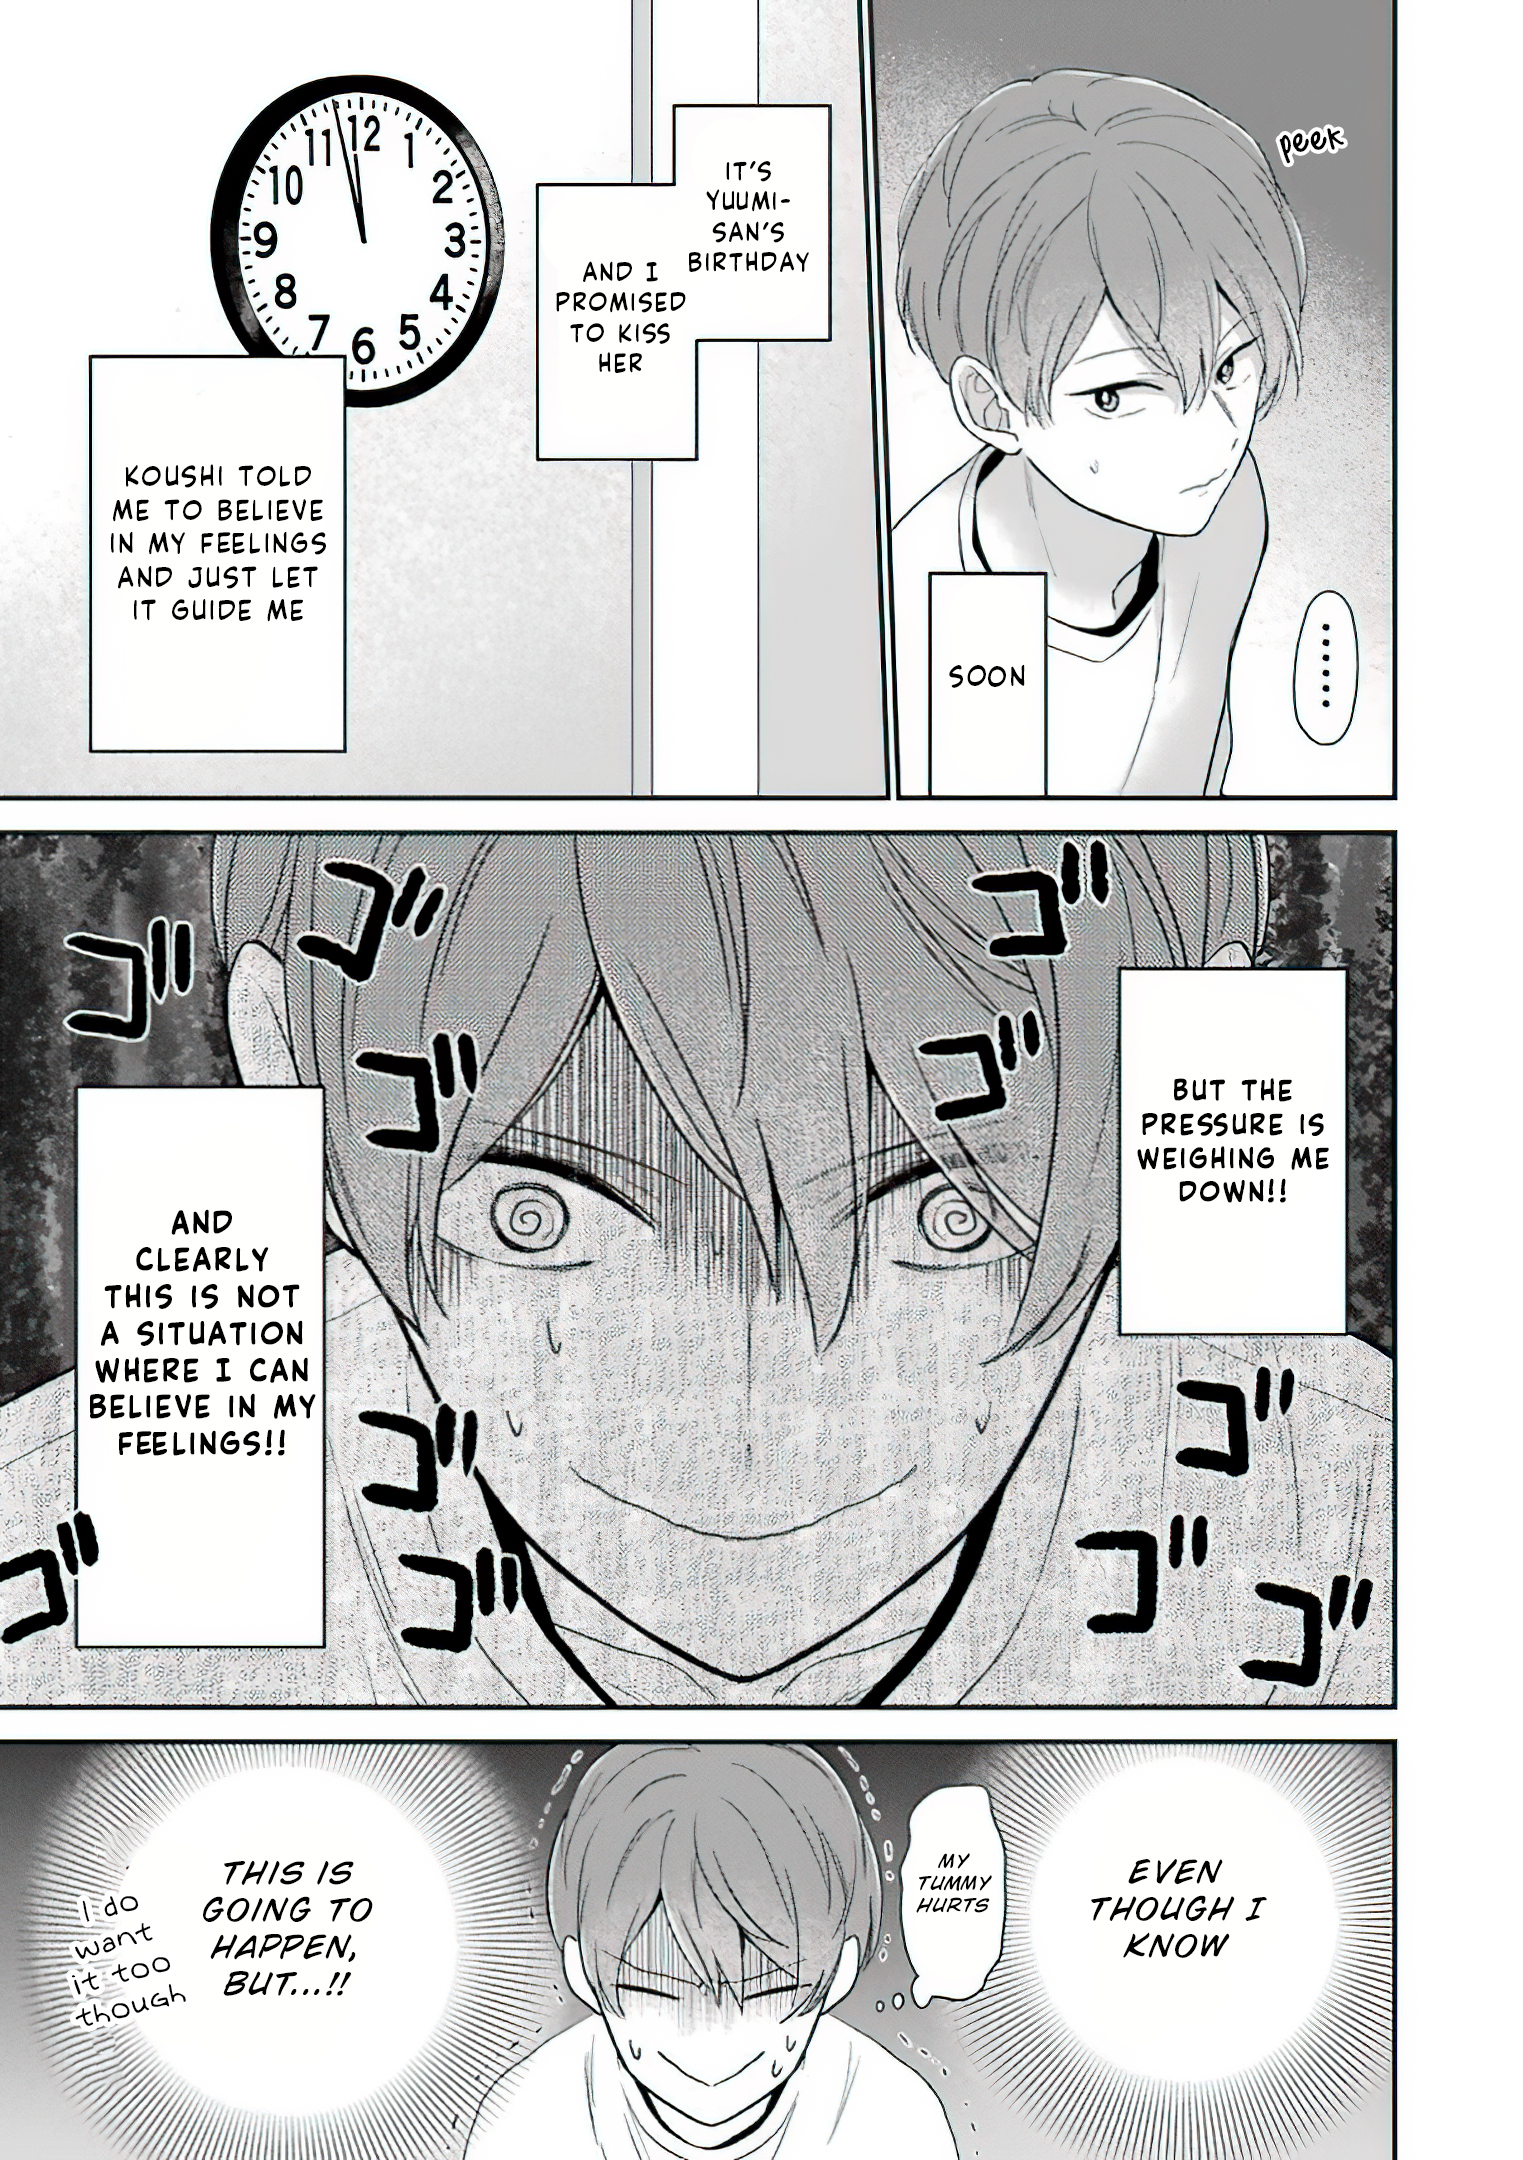 peek
......
SOON
IT'S
YUUMI-
SAN'S
BIRTHDAY
AND I
PROMISED
TO KISS
HER
11
12
1
10
2
9
3
8
4
7
6
5
KOUSHI TOLD
ME TO BELIEVE
IN MY FEELINGS
AND JUST LET
IT GUIDE ME
ゴ
ゴ
ゴ
ゴ
ゴ
BUT THE
PRESSURE IS
WEIGHING ME
DOWN!!
AND
CLEARLY
THIS IS NOT
A SITUATION
WHERE I CAN
BELIEVE IN MY
FEELINGS!!
ゴ
ゴ
ゴ
ゴ
ゴ
ゴ
EVEN
THOUGH I
KNOW
MY
TUMMY
HURTS
THIS IS
GOING TO
HAPPEN,
BUT...!!
I do
want
it too
though